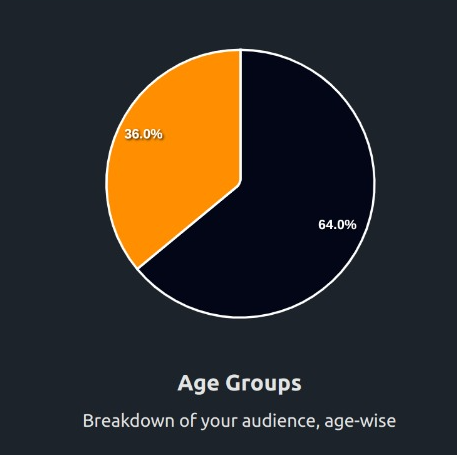 36.0%
64.0%
Age Groups
Breakdown of your audience, age-wise